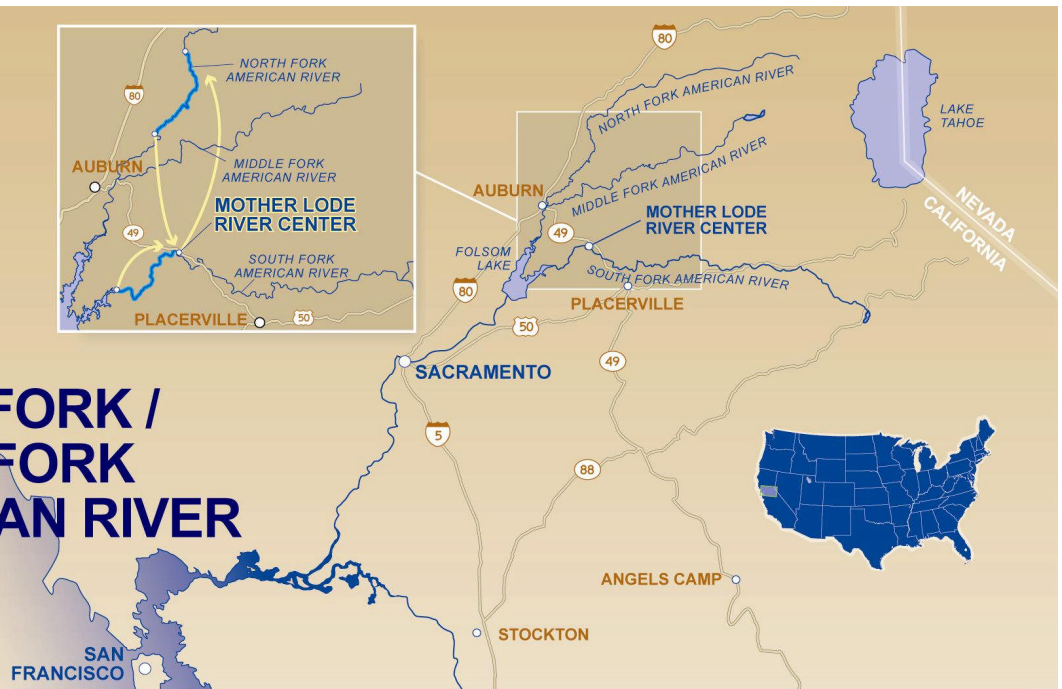 NORTH FORK
AMERICAN RIVER
80
AUBURN
MIDDLE FORK
AMERICAN RIVER
MOTHER LODE
RIVER CENTER
49
SOUTH FORK
AMERICAN RIVER
PLACERVILLE
50
80
NORTH FORK AMERICAN RIVER
LAKE
TAHOE
MIDDLE FORK AMERICAN RIVER
AUBURN
MOTHER LODE
RIVER CENTER
49
NEVADA
CALIFORNIA
FOLSOM
LAKE
SOUTH FORK AMERICAN RIVER
80
PLACERVILLE
50
49
SACRAMENTO
FORK /
FORK
AN RIVER
5
88
ANGELS CAMP
STOCKTON
SAN
FRANCISCO